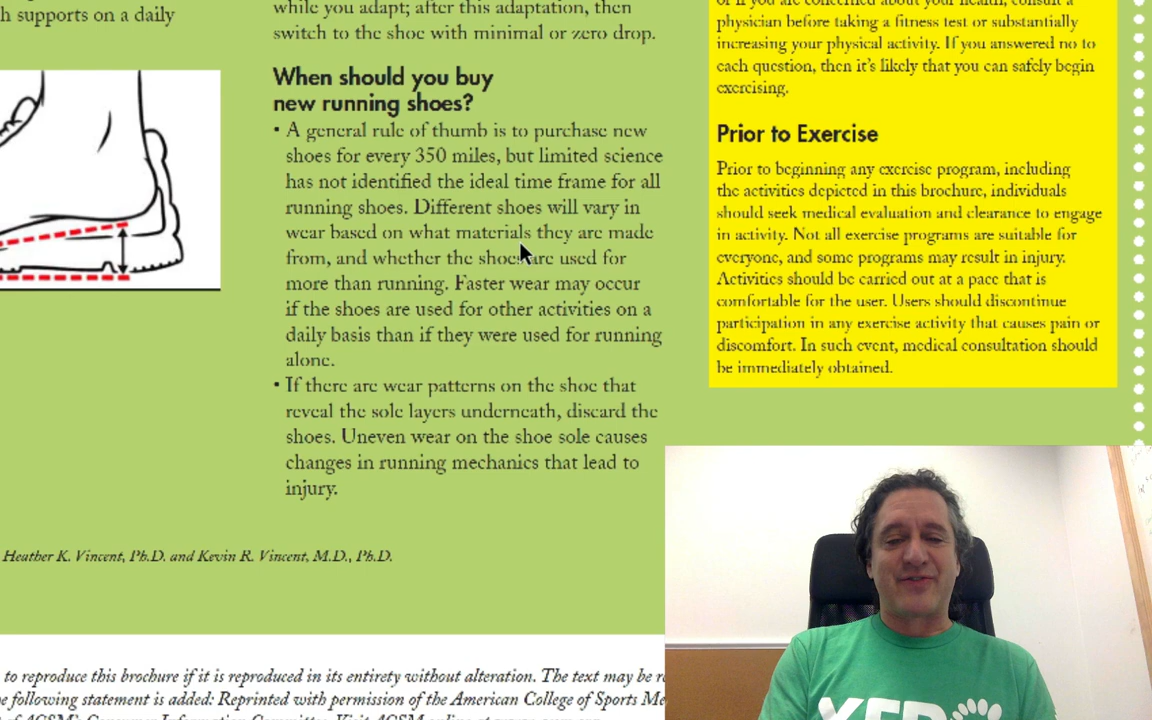 h supports on a daily
while you adapt; after this adaptation, then
switch to the shoe with minimal or zero drop.
When should you buy
new running shoes?
• A general rule of thumb is to purchase new
shoes for every 350 miles, but limited science
has not identified the ideal time frame for all
running shoes. Different shoes will vary in
wear based on what materials they are made
from, and whether the shoes are used for
more than running. Faster wear may occur
if the shoes are used for other activities on a
daily basis than if they were used for running
alone.
• If there are wear patterns on the shoe that
reveal the sole layers underneath, discard the
shoes. Uneven wear on the shoe sole causes
changes in running mechanics that lead to
injury.
Heather K. Vincent, Ph.D. and Kevin R. Vincent, M.D., Ph.D.
to reproduce this brochure if it is reproduced in its entirety without alteration. The text may be r
e following statement is added: Reprinted with permission of the American College of Sports Me
or if you are concerned about your health, consult a
physician before taking a fitness test or substantially
increasing your physical activity. If you answered no to
each question, then it's likely that you can safely begin
exercising.
Prior to Exercise
Prior to beginning any exercise program, including
the activities depicted in this brochure, individuals
should seek medical evaluation and clearance to engage
in activity. Not all exercise programs are suitable for
everyone, and some programs may result in injury.
Activities should be carried out at a pace that is
comfortable for the user. Users should discontinue
participation in any exercise activity that causes pain or
discomfort. In such event, medical consultation should
be immediately obtained.
XER